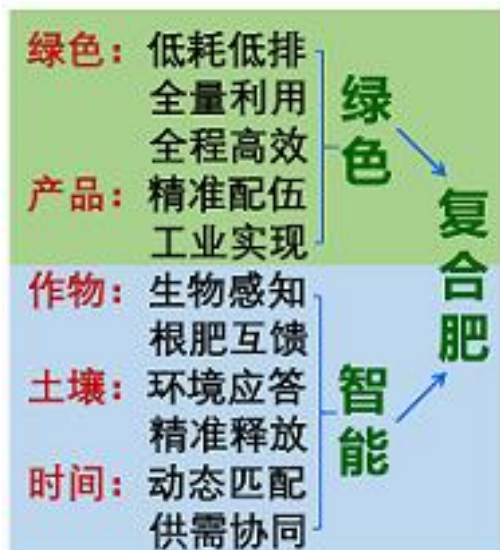 绿色：低耗低排
全量利用
全程高效
产品：精准配伍
工业实现
绿色
作物：生物感知
根肥互馈
土壤：环境应答
精准释放
时间：动态匹配
供需协同
智能
复合肥